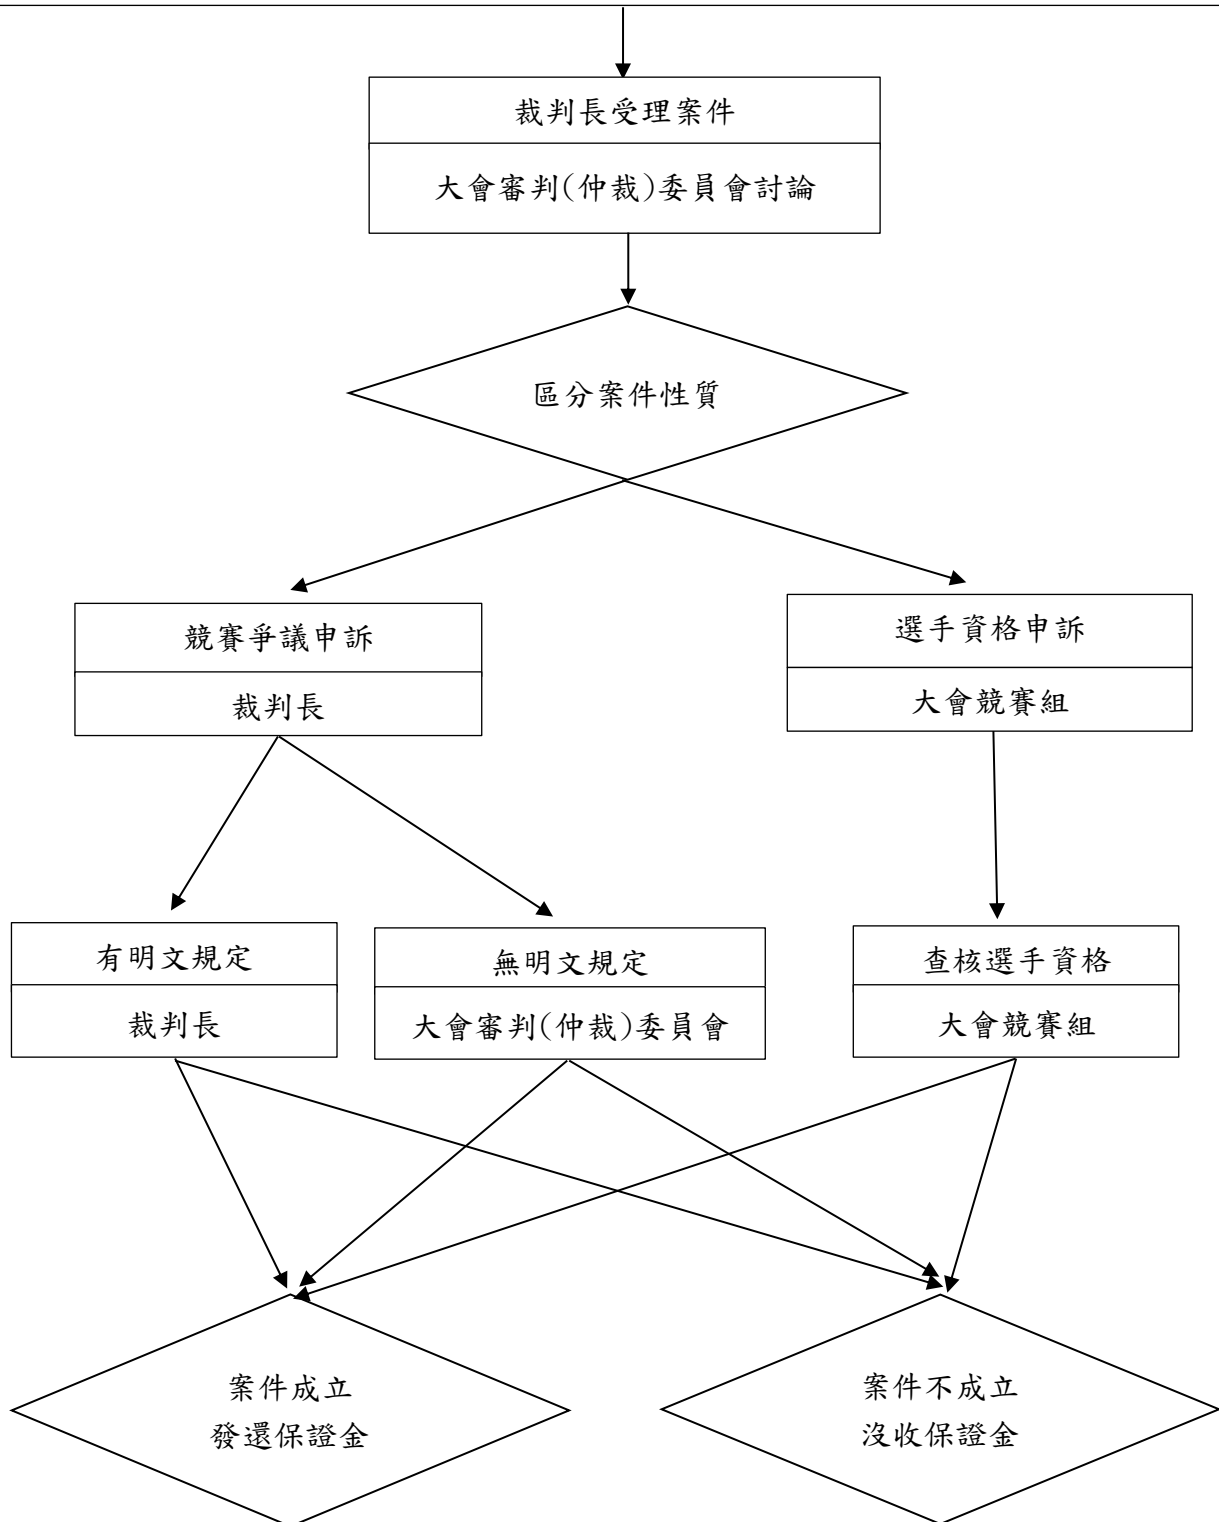 裁判長受理案件
大會審判(仲裁)委員會討論
區分案件性質
競賽爭議申訴
裁判長
選手資格申訴
大會競賽組
有明文規定
裁判長
無明文規定
大會審判(仲裁)委員會
查核選手資格
大會競賽組
案件成立
發還保證金
案件不成立
沒收保證金